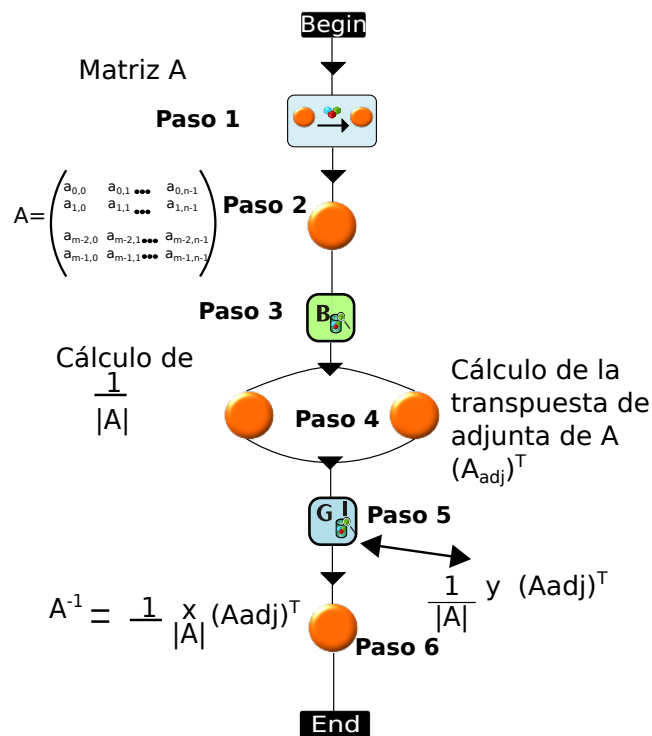 Begin
Matriz A
Paso 1
Paso 2
a0,0 a0,1 ••• a0,n-1
a1,0 a1,1 ••• a1,n-1
A=
am-2,0 am-2,1 ••• am-2,n-1
am-1,0 am-1,1 ••• am-1,n-1
Paso 3
B
Cálculo de
1
|A|
Paso 4
Cálculo de la
transpuesta de
adjunta de A
(Aadj)T
G I
Paso 5
1 y (Aadj)T
|A|
A-1 = 1 x (Aadj)T
|A|
Paso 6
End